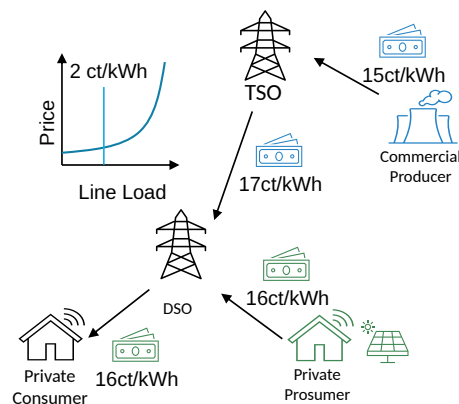 2 ct/kWh
Price
Line Load
TSO
15ct/kWh
Commercial
Producer
17ct/kWh
DSO
16ct/kWh
Private
Prosumer
Private
Consumer
16ct/kWh